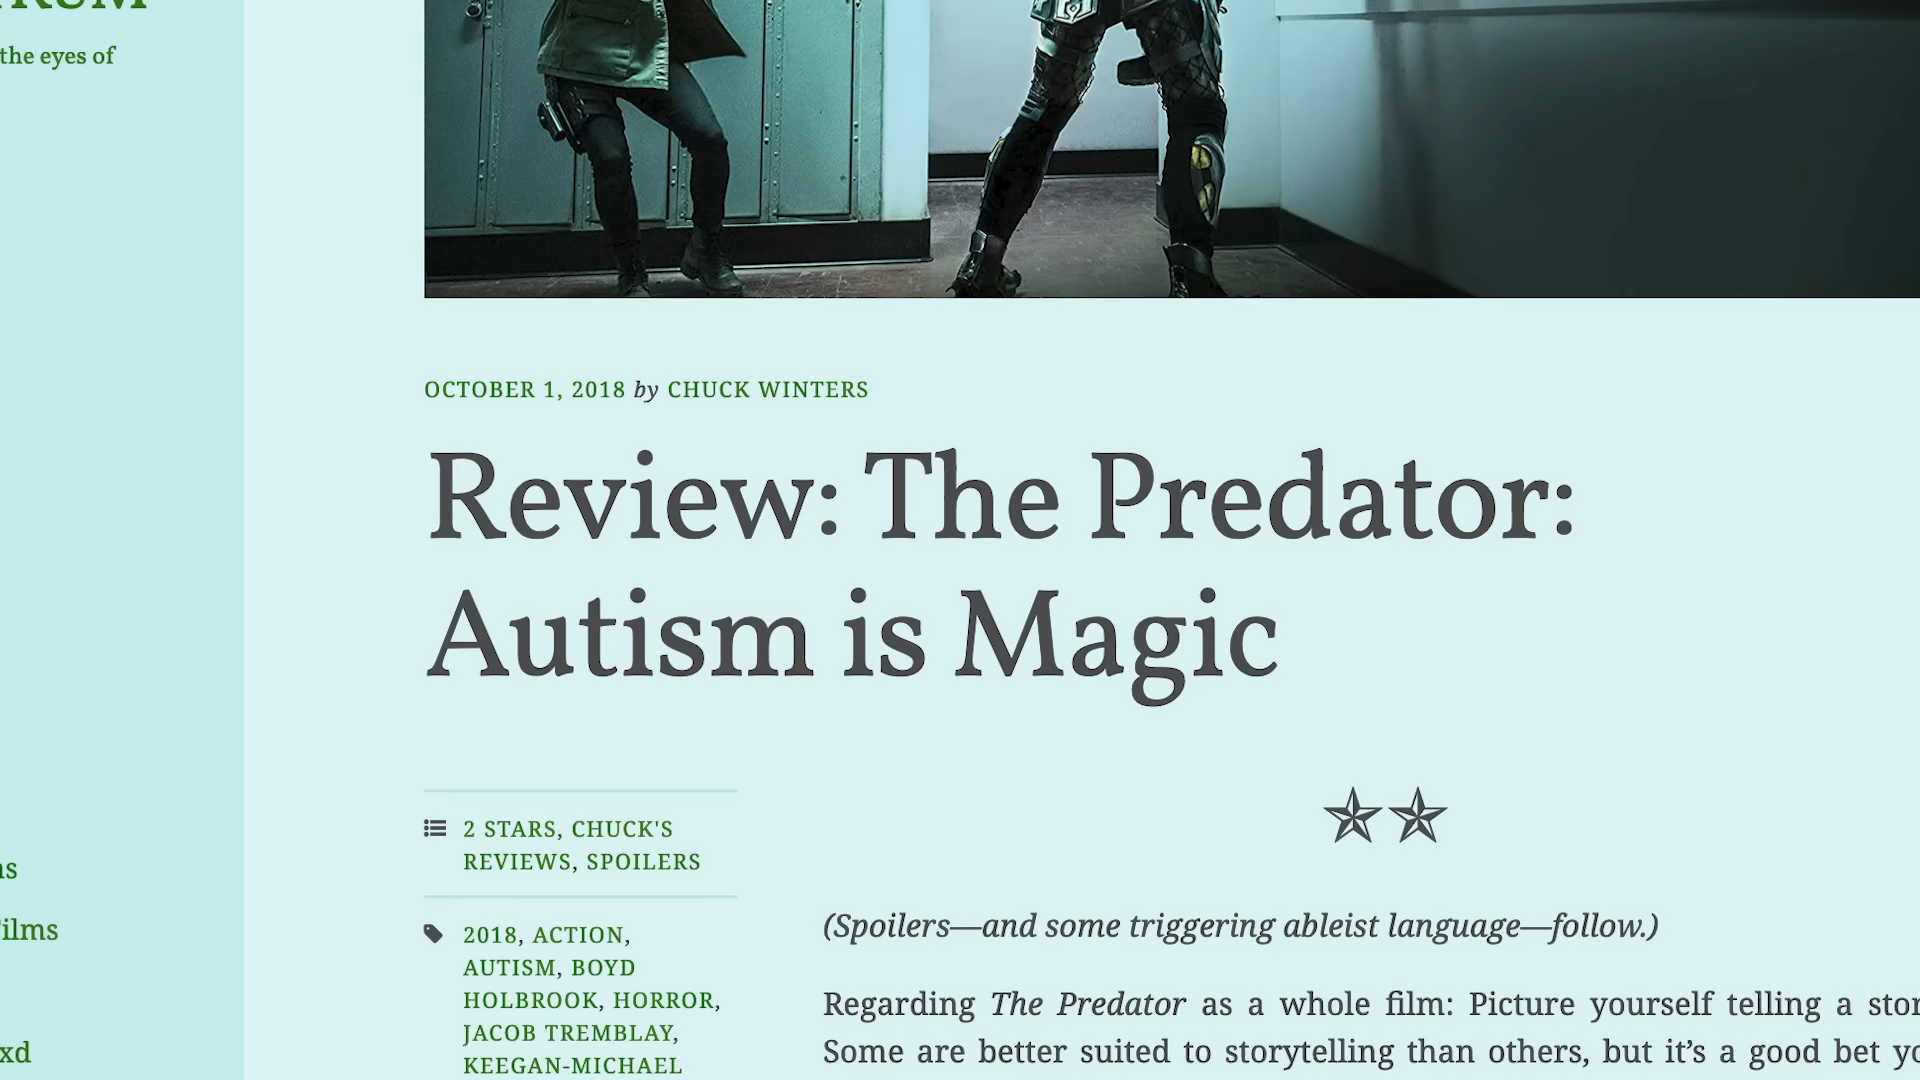 the eyes of
OCTOBER 1, 2018 by CHUCK WINTERS
Review: The Predator:
Autism is Magic
2 STARS, CHUCK'S
REVIEWS, SPOILERS
2018, ACTION,
AUTISM, BOYD
HOLBROOK, HORROR,
JACOB TREMBLAY,
KEEGAN-MICHAEL
(Spoilers—and some triggering ableist language—follow.)
Regarding The Predator as a whole film: Picture yourself telling a
Some are better suited to storytelling than others, but it’s a good bet